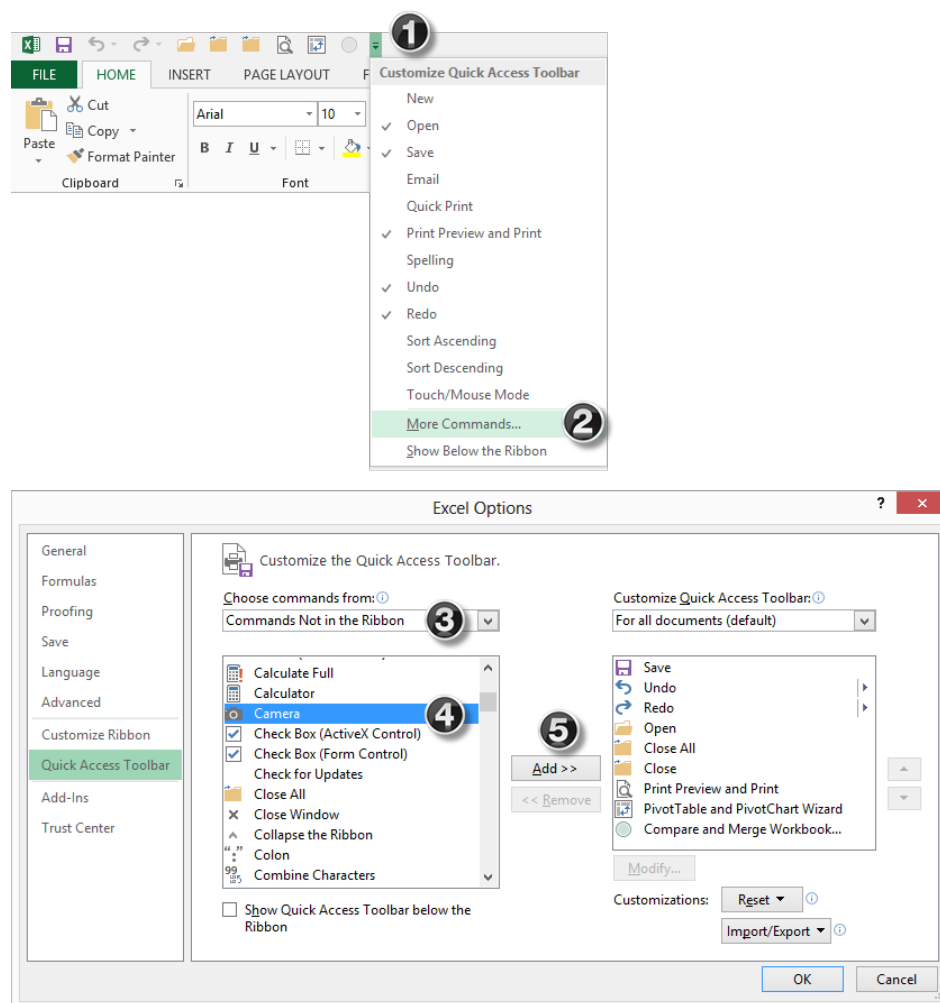 1
FILE HOME INSERT PAGE LAYOUT F
Customize Quick Access Toolbar
New
Open
Save
Email
Quick Print
Print Preview and Print
Spelling
Undo
Redo
Sort Ascending
Sort Descending
Touch/Mouse Mode
More Commands...
2
Show Below the Ribbon
Paste
Cut
Copy
Format Painter
Clipboard
Arial 10
B I U
Font
Excel Options
?
General
Formulas
Proofing
Save
Language
Advanced
Customize Ribbon
Quick Access Toolbar
Add-Ins
Trust Center
Customize the Quick Access Toolbar.
Choose commands from:
Commands Not in the Ribbon
3
Calculate Full
Calculator
Camera
4
Check Box (ActiveX Control)
Check Box (Form Control)
Check for Updates
Close All
Close Window
Collapse the Ribbon
Colon
Combine Characters
Show Quick Access Toolbar below the
Ribbon
5
Add >>
<< Remove
Customize Quick Access Toolbar:
For all documents (default)
Save
Undo
Redo
Open
Close All
Close
Print Preview and Print
PivotTable and PivotChart Wizard
Compare and Merge Workbook...
Modify...
Customizations: Reset
Import/Export
OK Cancel